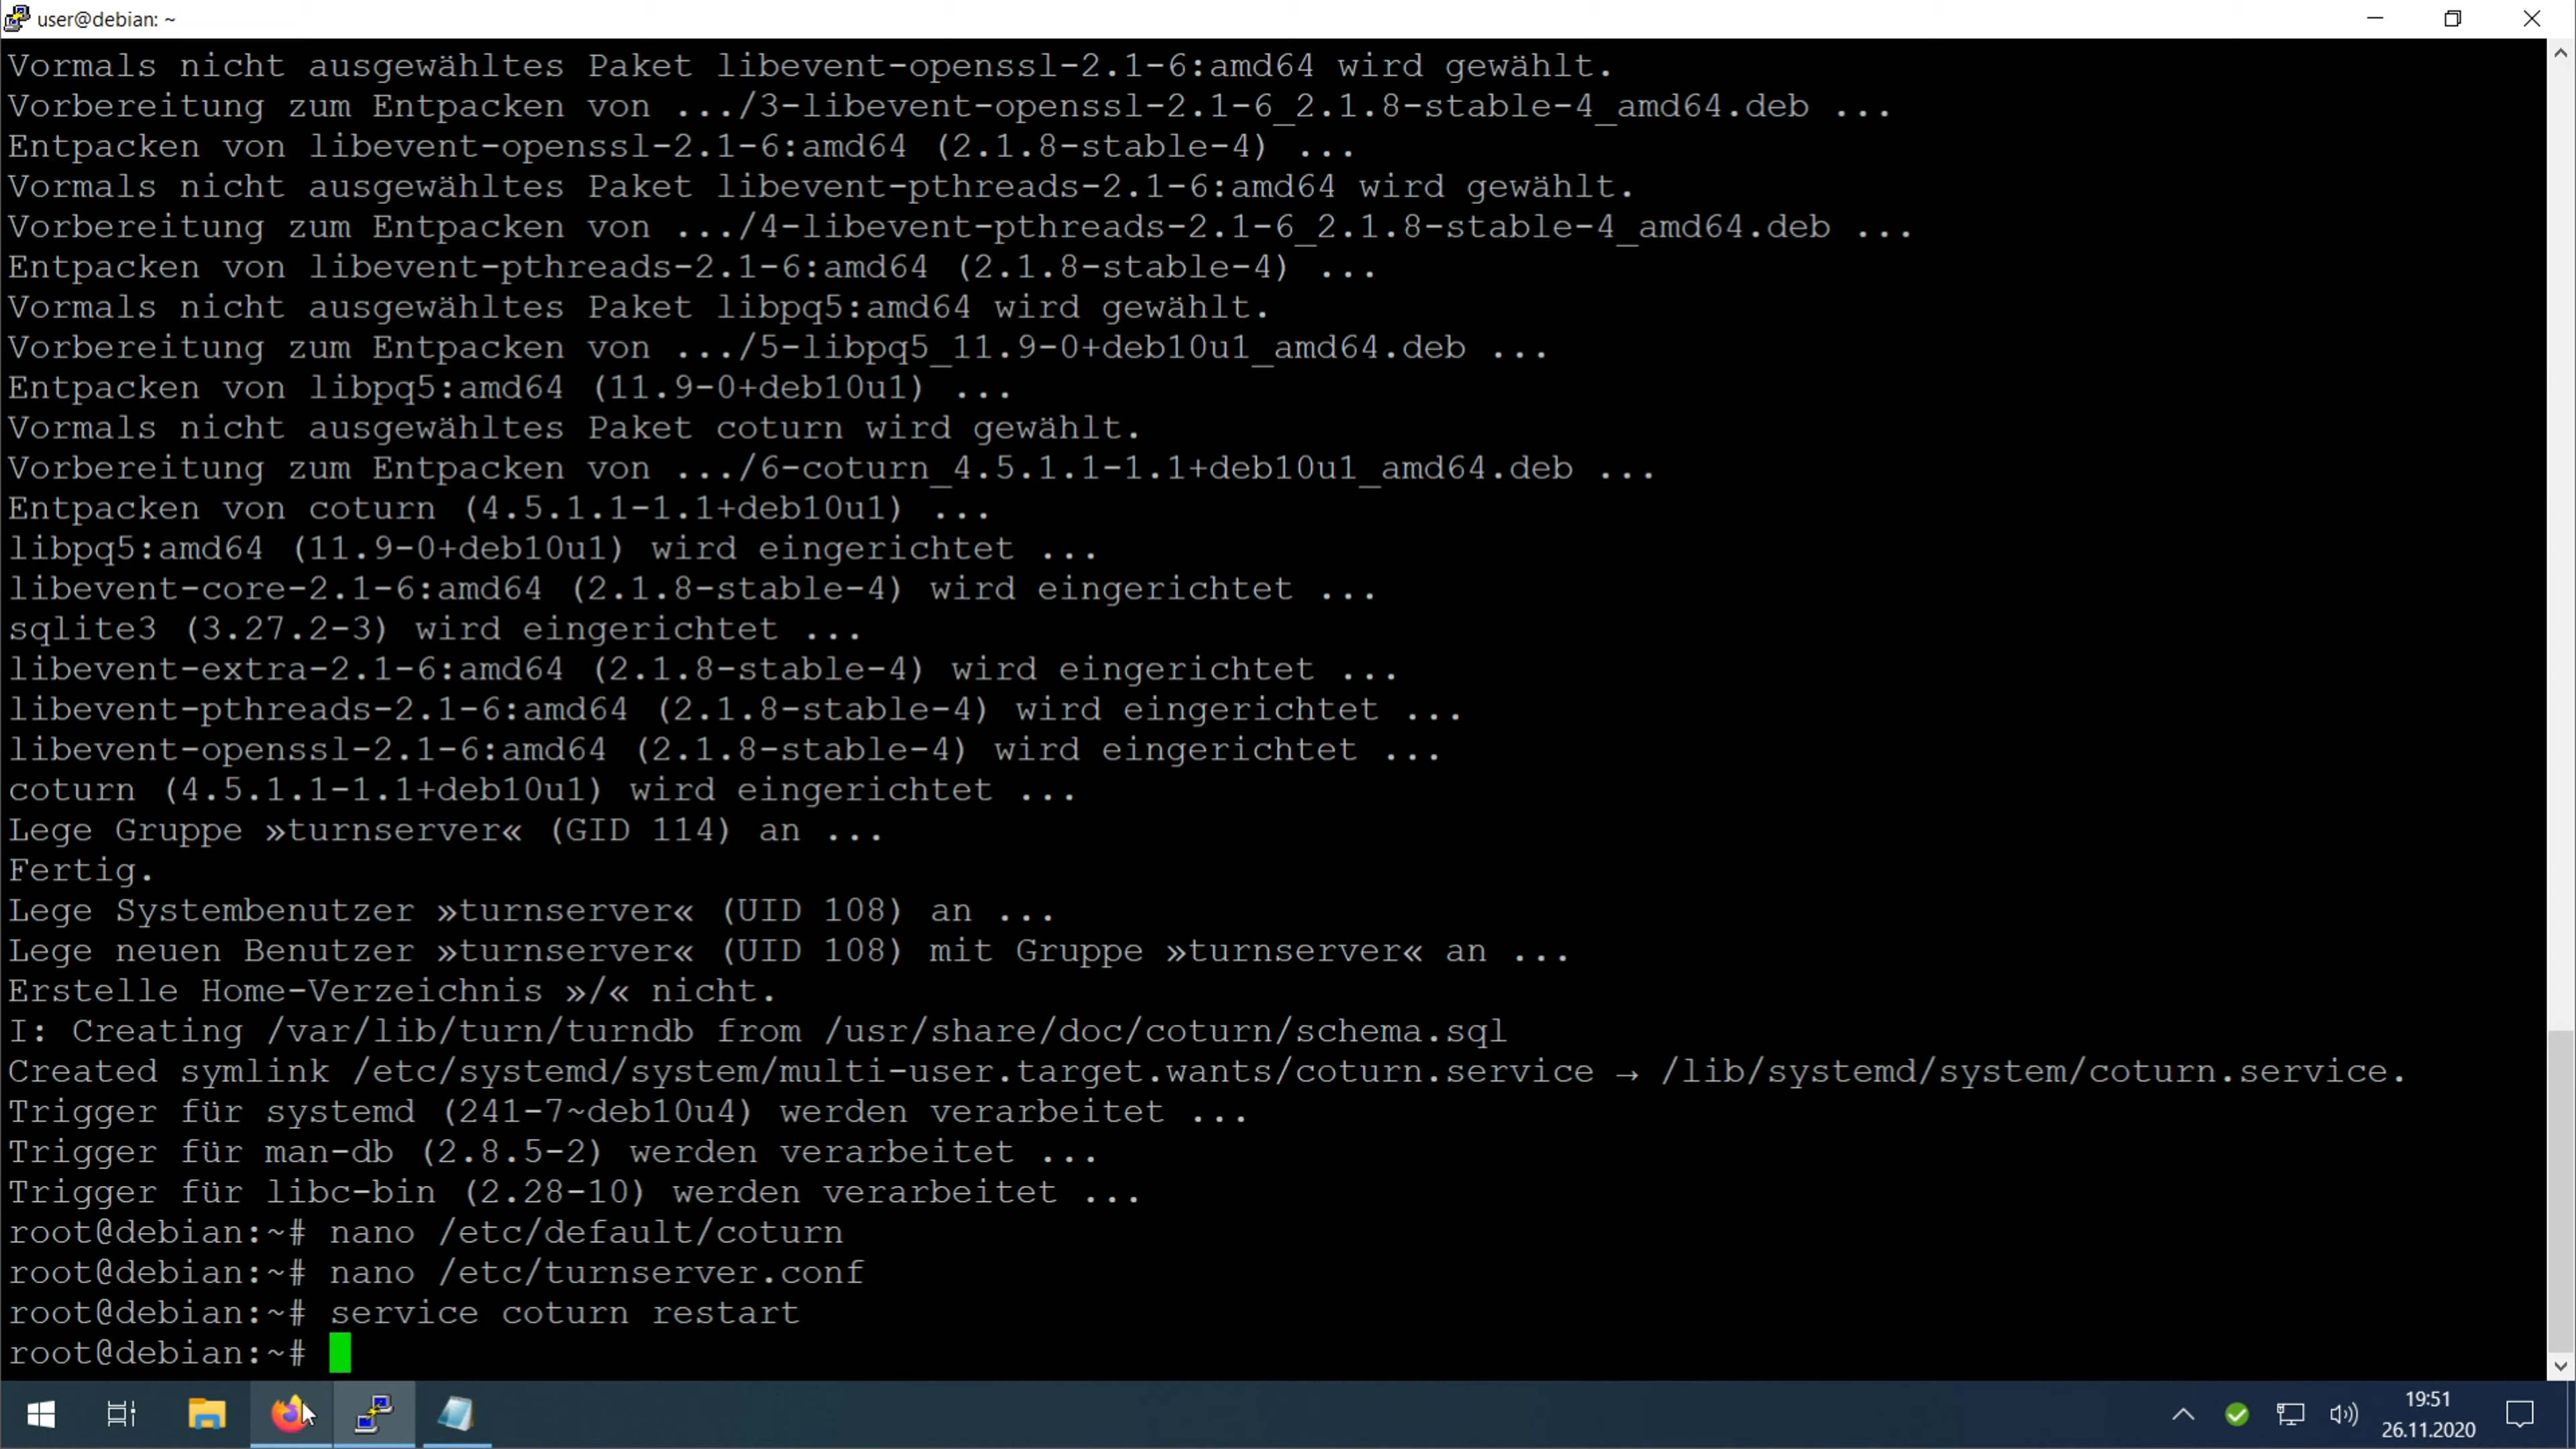 user@debian: ~
Vormals nicht ausgewähltes Paket libevent-openssl-2.1-6:amd64 wird gewählt.
Vorbereitung zum Entpacken von .../3-libevent-openssl-2.1-6_2.1.8-stable-4_amd64.deb ...
Entpacken von libevent-openssl-2.1-6:amd64 (2.1.8-stable-4) ...
Vormals nicht ausgewähltes Paket libevent-pthreads-2.1-6:amd64 wird gewählt.
Vorbereitung zum Entpacken von .../4-libevent-pthreads-2.1-6_2.1.8-stable-4_amd64.deb ...
Entpacken von libevent-pthreads-2.1-6:amd64 (2.1.8-stable-4) ...
Vormals nicht ausgewähltes Paket libpq5:amd64 wird gewählt.
Vorbereitung zum Entpacken von .../5-libpq5_11.9-0+deb10u1_amd64.deb ...
Entpacken von libpq5:amd64 (11.9-0+deb10u1) ...
Vormals nicht ausgewähltes Paket coturn wird gewählt.
Vorbereitung zum Entpacken von .../6-coturn_4.5.1.1-1.1+deb10u1_amd64.deb ...
Entpacken von coturn (4.5.1.1-1.1+deb10u1) ...
libpq5:amd64 (11.9-0+deb10u1) wird eingerichtet ...
libevent-core-2.1-6:amd64 (2.1.8-stable-4) wird eingerichtet ...
sqlite3 (3.27.2-3) wird eingerichtet ...
libevent-extra-2.1-6:amd64 (2.1.8-stable-4) wird eingerichtet ...
libevent-pthreads-2.1-6:amd64 (2.1.8-stable-4) wird eingerichtet ...
libevent-openssl-2.1-6:amd64 (2.1.8-stable-4) wird eingerichtet ...
coturn (4.5.1.1-1.1+deb10u1) wird eingerichtet ...
Lege Gruppe »turnserver« (GID 114) an ...
Fertig.
Lege Systembenutzer »turnserver« (UID 108) an ...
Lege neuen Benutzer »turnserver« (UID 108) mit Gruppe »turnserver« an ...
Erstelle Home-Verzeichnis »/« nicht.
I: Creating /var/lib/turn/turndb from /usr/share/doc/coturn/schema.sql
Created symlink /etc/systemd/system/multi-user.target.wants/coturn.service → /lib/systemd/system/coturn.service.
Trigger für systemd (241-7~deb10u4) werden verarbeitet ...
Trigger für man-db (2.8.5-2) werden verarbeitet ...
Trigger für libc-bin (2.28-10) werden verarbeitet ...
root@debian:~# nano /etc/default/coturn
root@debian:~# nano /etc/turnserver.conf
root@debian:~# service coturn restart
root@debian:~#
19:51
26.11.2020